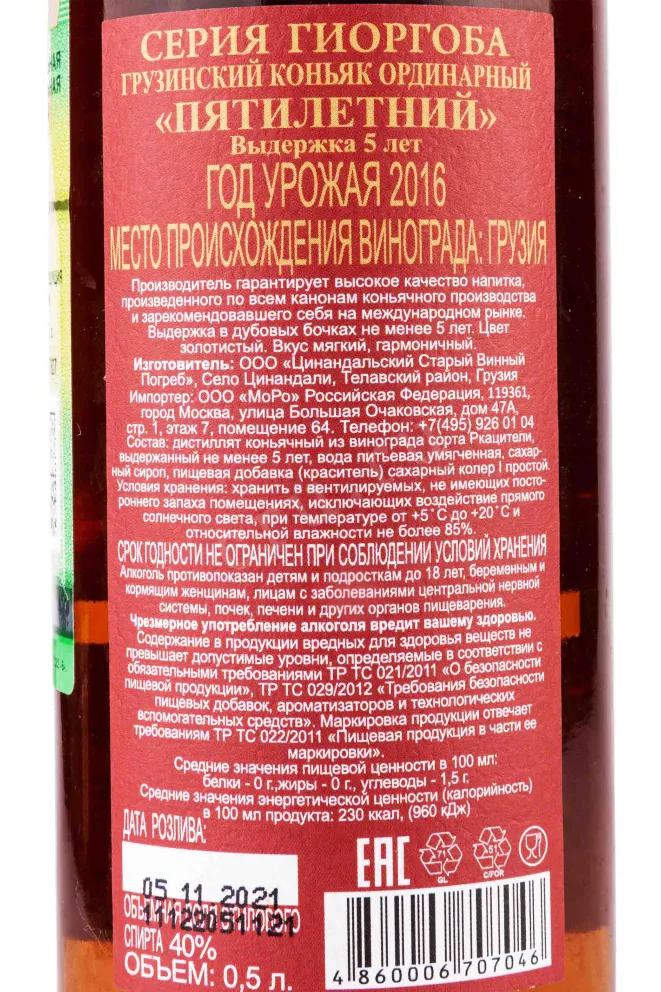 СЕРИЯ ГИОРГОБА
ГРУЗИНСКИЙ КОНЬЯК ОРДИНАРНЫЙ
«ПЯТИЛЕТНИЙ»
Выдержка 5 лет
ГОД УРОЖАЯ 2016
МЕСТО ПРОИСХОЖДЕНИЯ ВИНОГРАДА: ГРУЗИЯ
Производитель гарантирует высокое качество напитка,
произведенного по всем канонам коньячного производства
и зарекомендовавшего себя на международном рынке.
Выдержка в дубовых бочках не менее 5 лет. Цвет
золотистый. Вкус мягкий, гармоничный.
Изготовитель: ООО «Цинандальский Старый Винный
Погреб», Село Цинандали, Телавский район, Грузия
Импортер: ООО «МоРо» Российская Федерация, 119361,
город Москва, улица Большая Очаковская, дом 47А,
стр. 1, этаж 7, помещение 64. Телефон: +7(495) 926 01 04
Состав: дистиллят коньячный из винограда сорта Ркацители,
выдержанный не менее 5 лет, вода питьевая умягченная, сахар-
ный сироп, пищевая добавка (краситель) сахарный колер I простой.
Условия хранения: хранить в вентилируемых, не имеющих посто-
роннего запаха помещениях, исключающих воздействие прямого
солнечного света, при температуре от +5˚С до +20˚С и
относительной влажности не более 85%.
СРОК ГОДНОСТИ НЕ ОГРАНИЧЕН ПРИ СОБЛЮДЕНИИ УСЛОВИЙ ХРАНЕНИЯ
Алкоголь противопоказан детям и подросткам до 18 лет, беременным и
кормящим женщинам, лицам с заболеваниями центральной нервной
системы, почек, печени и других органов пищеварения.
Чрезмерное употребление алкоголя вредит вашему здоровью.
Содержание в продукции вредных для здоровья веществ не
превышает допустимые уровни, определяемые в соответствии с
обязательными требованиями ТР ТС 021/2011 «О безопасности
пищевой продукции», ТР ТС 029/2012 «Требования безопасности
пищевых добавок, ароматизаторов и технологических
вспомогательных средств». Маркировка продукции отвечает
требованиям ТР ТС 022/2011 «Пищевая продукция в части ее
маркировки».
Средние значения пищевой ценности в 100 мл:
белки - 0 г.,жиры - 0 г., углеводы - 1,5 г.
Средние значения энергетической ценности (калорийность)
в 100 мл продукта: 230 ккал, (960 кДж)
ДАТА РОЗЛИВА:
05 11 2021
11122051121
СПИРТА 40%
ОБЪЕМ: 0,5 л.
EAC
71
GL
51
C/FOR
4 860006 707046